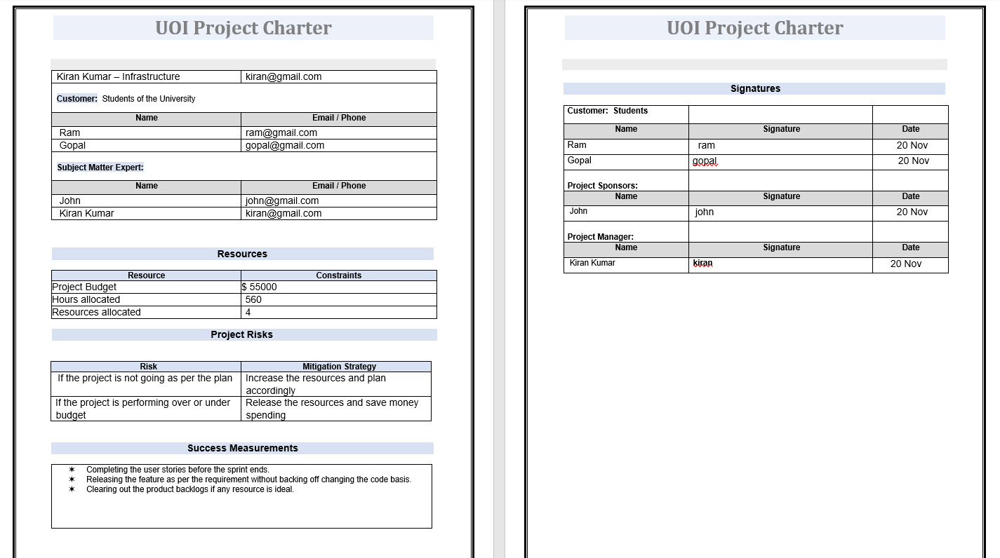 UOI Project Charter
Kiran Kumar – Infrastructure kiran@gmail.com
Customer: Students of the University
Name Email / Phone
Ram ram@gmail.com
Gopal gopal@gmail.com
Subject Matter Expert:
Name Email / Phone
John john@gmail.com
Kiran Kumar kiran@gmail.com
Resources
Resource Constraints
Project Budget $ 55000
Hours allocated 560
Resources allocated 4
Project Risks
Risk Mitigation Strategy
If the project is not going as per the plan Increase the resources and plan
accordingly
If the project is performing over or under Release the resources and save money
budget spending
Success Measurements
✶ Completing the user stories before the sprint ends.
✶ Releasing the feature as per the requirement without backing off changing the code basis.
✶ Clearing out the product backlogs if any resource is ideal.
UOI Project Charter
Signatures
Customer: Students
Name Signature Date
Ram ram 20 Nov
Gopal gopal 20 Nov
Project Sponsors:
Name Signature Date
John john 20 Nov
Project Manager:
Name Signature Date
Kiran Kumar kiran 20 Nov